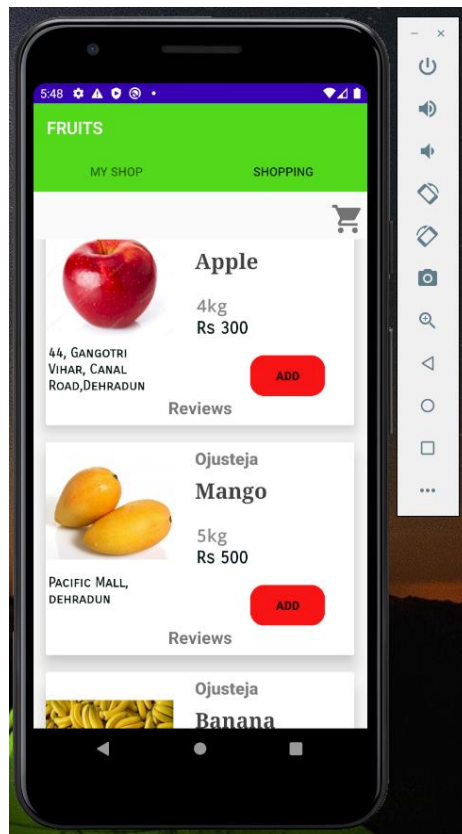 5:48
FRUITS
MY SHOP
SHOPPING
Apple
4kg
Rs 300
44, GANGOTRI
VIHAR, CANAL
ROAD,DEHRADUN
ADD
Reviews
Ojusteja
Mango
5kg
Rs 500
PACIFIC MALL,
DEHRADUN
ADD
Reviews
Ojusteja
Banana